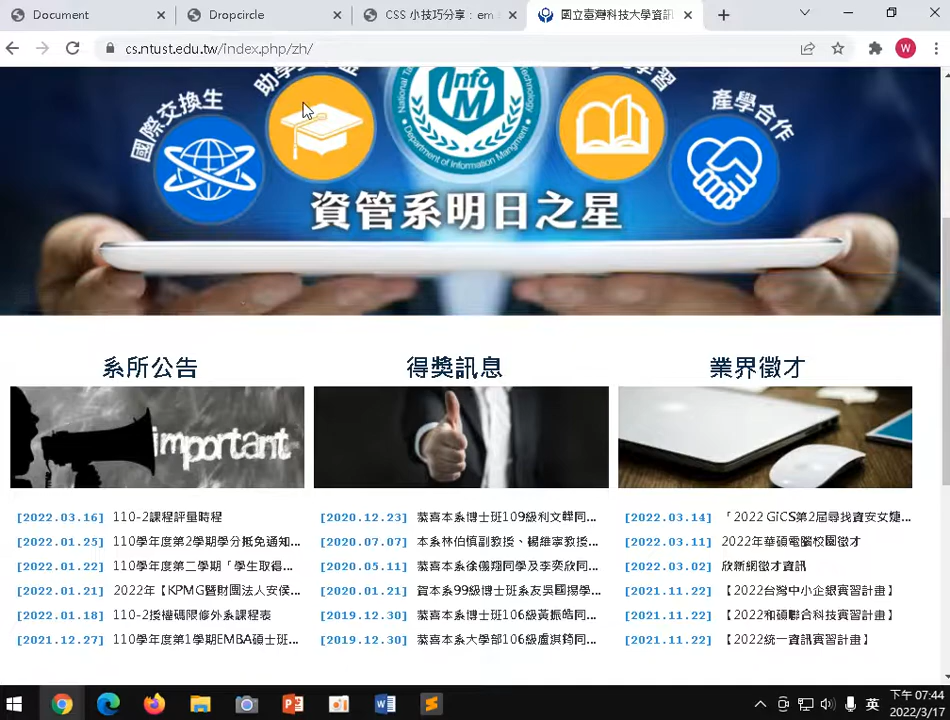 Document
Dropcircle
CSS 小技巧分享：em
國立臺灣科技大學資訊
cs.ntust.edu.tw/index.php/zh/
W
國際交換生
產學合作
Info
M
Department of Information Mangment
資管系明日之星
系所公告
得獎訊息
業界徵才
important
[2022.03.16] 110-2課程評量時程
[2022.01.25] 110學年度第2學期學分抵免通知...
[2022.01.22] 110學年度第二學期「學生取得...
[2022.01.21] 2022年【KPMG暨財團法人安侯...
[2022.01.18] 110-2授權碼限修外系課程表
[2021.12.27] 110學年度第1學期EMBA碩士班...
[2020.12.23] 恭喜本系博士班109級利文韡同...
[2020.07.07] 本系林伯慎副教授、楊維寧教授...
[2020.05.11] 恭喜本系徐儷翔同學及李奕欣同...
[2020.01.21] 賀本系99級博士班系友吳國揚學...
[2019.12.30] 恭喜本系博士班106級黃振皓同...
[2019.12.30] 恭喜本系大學部106級盧淇錡同...
[2022.03.14] 「2022 GiCS第2屆尋找資安女婕...
[2022.03.11] 2022年華碩電腦校園徵才
[2022.03.02] 欣新網徵才資訊
[2021.11.22] 【2022台灣中小企銀實習計畫】
[2021.11.22] 【2022和碩聯合科技實習計畫】
[2021.11.22] 【2022統一資訊實習計畫】
英
下午 07:44
2022/3/17